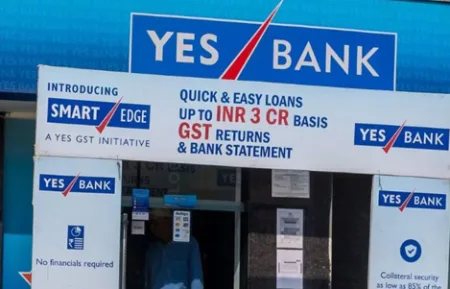 YES BANK
INTRODUCING
SMART EDGE
A YES GST INITIATIVE
QUICK & EASY LOANS
UP TO INR 3 CR BASIS
GST RETURNS
& BANK STATEMENT
YES BANK
YES BANK
No financials required
YES BANK
Collateral security
as low as 85% of the